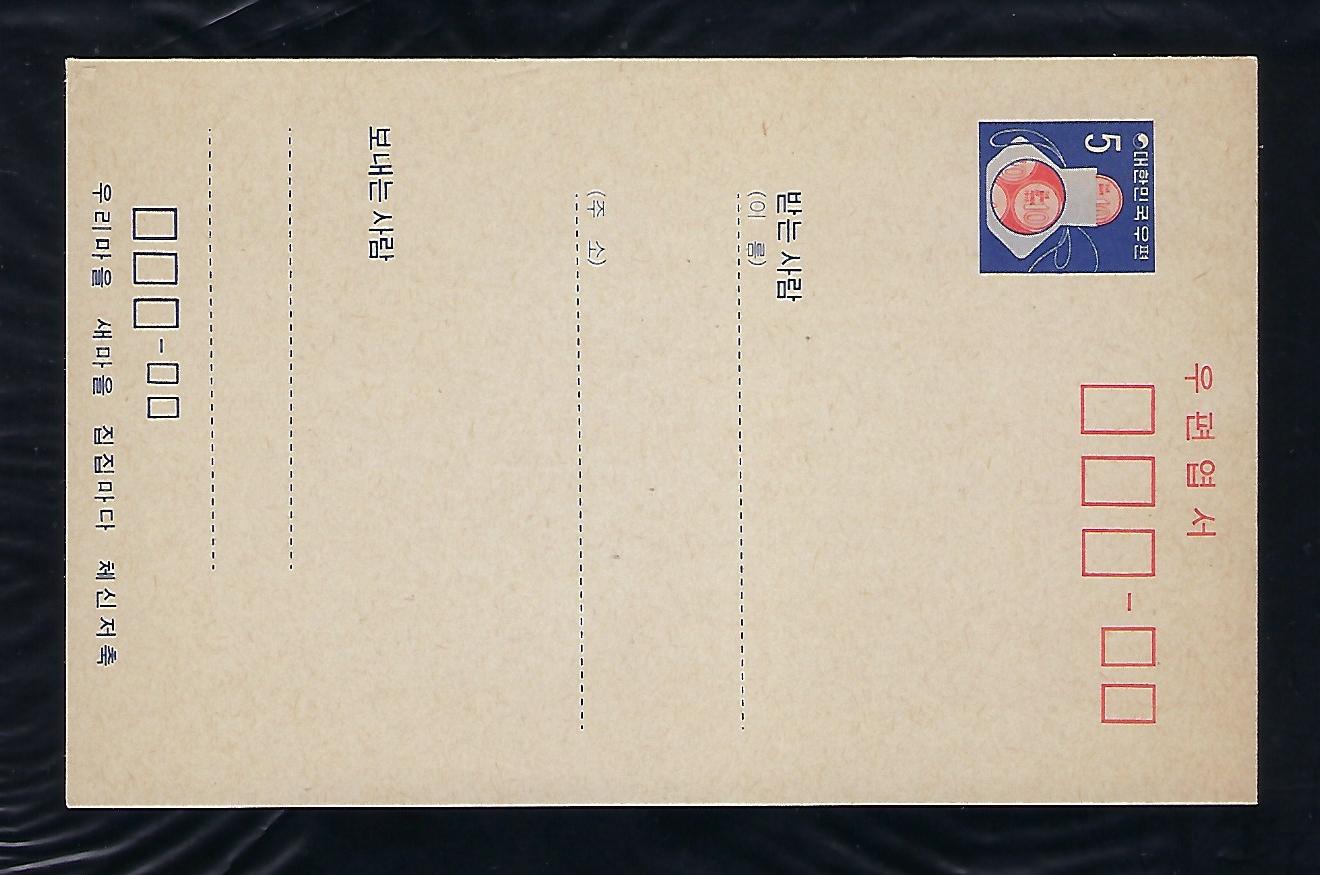 우편엽서
대한민국우편
5
10
10
받는 사람
(이 름)
(주 소)
보내는 사람
우리마을 새마을 집집마다 체신저축